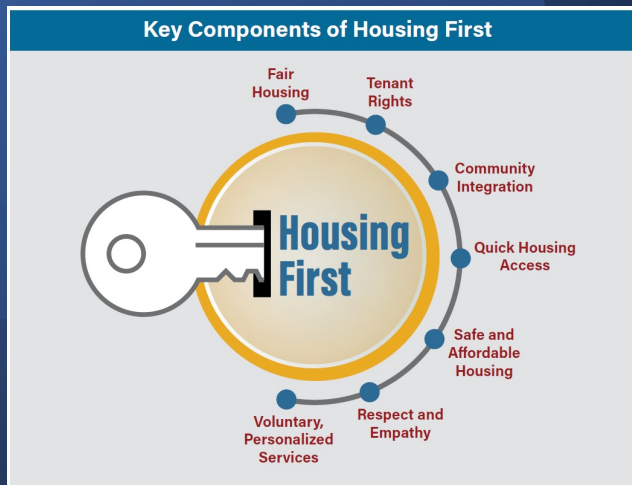 Key Components of Housing First
Fair
Housing
Tenant
Rights
Community
Integration
Quick Housing
Access
Safe and
Affordable
Housing
Respect and
Empathy
Voluntary,
Personalized
Services
Housing
First